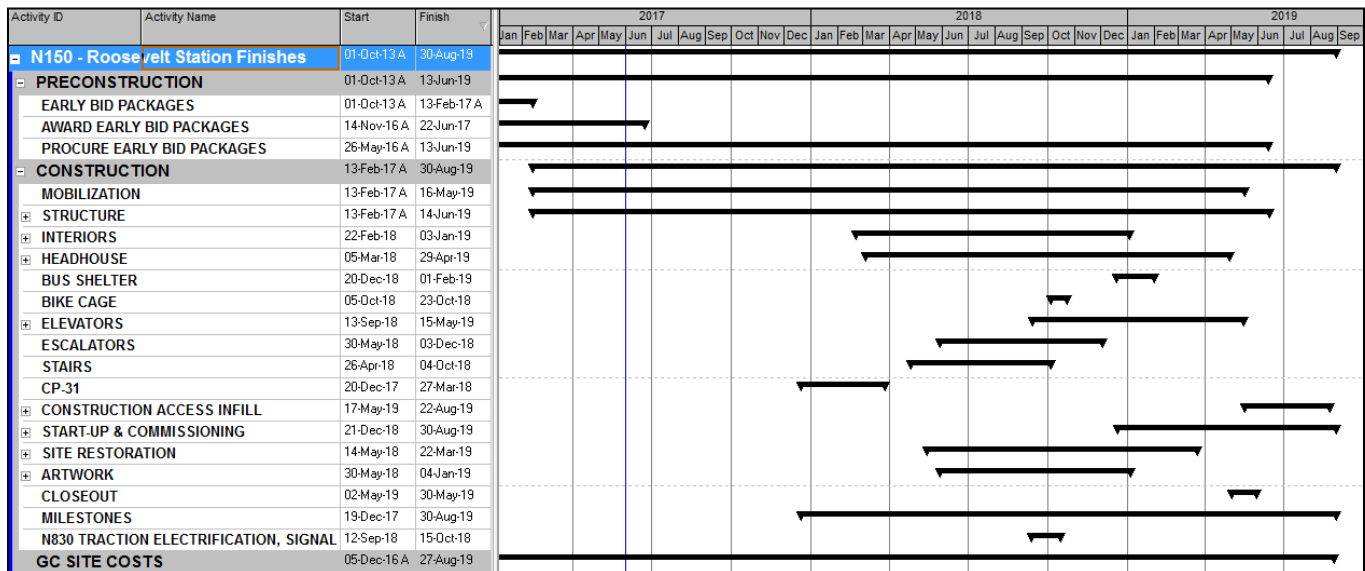 Activity ID Activity Name Start Finish 2017 2018 2019
Jan Feb Mar Apr May Jun Jul Aug Sep Oct Nov Dec Jan Feb Mar Apr May Jun Jul Aug Sep Oct Nov Dec Jan Feb Mar Apr May Jun Jul Aug Sep
N150 - Roosevelt Station Finishes 01-Oct-13 A 30-Aug-19
PRECONSTRUCTION 01-Oct-13 A 13-Jun-19
EARLY BID PACKAGES 01-Oct-13 A 13-Feb-17 A
AWARD EARLY BID PACKAGES 14-Nov-16 A 22-Jun-17
PROCURE EARLY BID PACKAGES 26-May-16 A 13-Jun-19
CONSTRUCTION 13-Feb-17 A 30-Aug-19
MOBILIZATION 13-Feb-17 A 16-May-19
STRUCTURE 13-Feb-17 A 14-Jun-19
INTERIORS 22-Feb-18 03-Jan-19
HEADHOUSE 05-Mar-18 29-Apr-19
BUS SHELTER 20-Dec-18 01-Feb-19
BIKE CAGE 05-Oct-18 23-Oct-18
ELEVATORS 13-Sep-18 15-May-19
ESCALATORS 30-May-18 03-Dec-18
STAIRS 26-Apr-18 04-Oct-18
CP-31 20-Dec-17 27-Mar-18
CONSTRUCTION ACCESS INFILL 17-May-19 22-Aug-19
START-UP & COMMISSIONING 21-Dec-18 30-Aug-19
SITE RESTORATION 14-May-18 22-Mar-19
ARTWORK 30-May-18 04-Jan-19
CLOSEOUT 02-May-19 30-May-19
MILESTONES 19-Dec-17 30-Aug-19
N830 TRACTION ELECTRIFICATION, SIGNAL 12-Sep-18 15-Oct-18
GC SITE COSTS 05-Dec-16 A 27-Aug-19